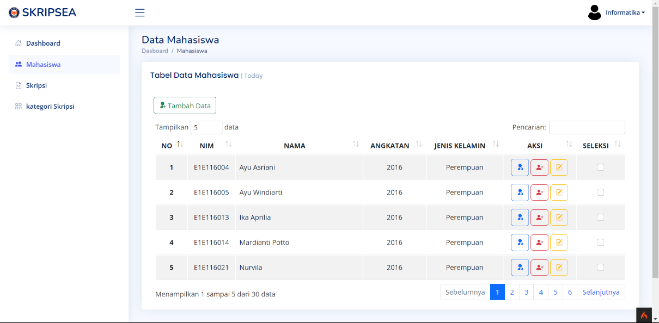 SKRIPSEA
Informatika
Dashboard
Mahasiswa
Skripsi
kategori Skripsi
Data Mahasiswa
Dasboard / Mahasiswa
Tabel Data Mahasiswa | Today
Tambah Data
Tampilkan 5 data
Pencarian:
NO NIM NAMA ANGKATAN JENIS KELAMIN AKSI SELEKSI
1 E1E116004 Ayu Asriani 2016 Perempuan
2 E1E116005 Ayu Windiarti 2016 Perempuan
3 E1E116013 Ika Aprilia 2016 Perempuan
4 E1E116014 Mardianti Potto 2016 Perempuan
5 E1E116021 Nurvila 2016 Perempuan
Menampilkan 1 sampai 5 dari 30 data
Sebelumnya 1 2 3 4 5 6 Selanjutnya